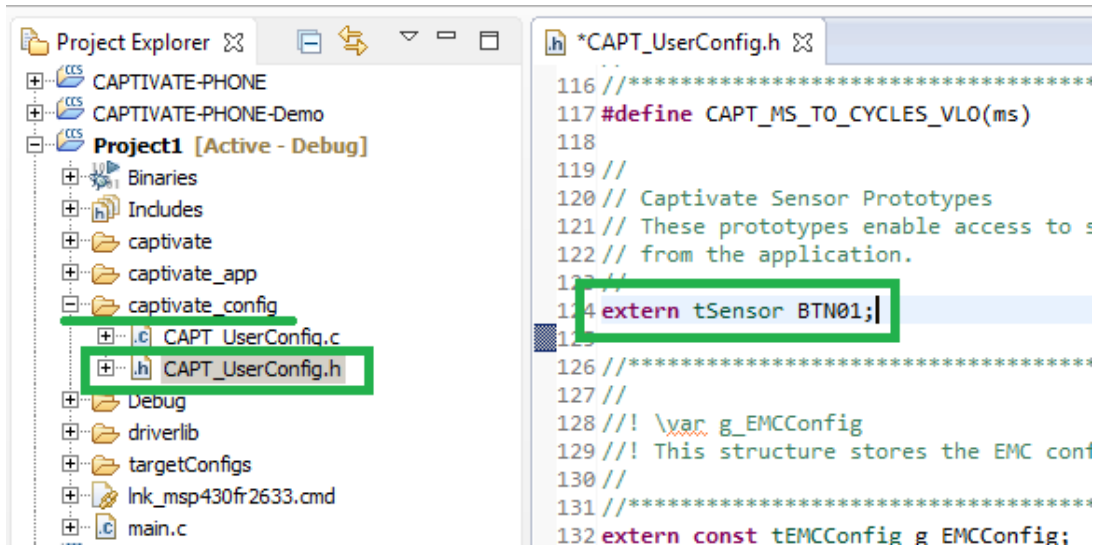 Project Explorer
CAPTIVATE-PHONE
CAPTIVATE-PHONE-Demo
Project1 [Active - Debug]
Binaries
Includes
captivate
captivate_app
captivate_config
CAPT_UserConfig.c
CAPT_UserConfig.h
Debug
driverlib
targetConfigs
lnk_msp430fr2633.cmd
main.c
*CAPT_UserConfig.h
116 //************************************
117 #define CAPT_MS_TO_CYCLES_VLO(ms)
118
119 //
120 // Captivate Sensor Prototypes
121 // These prototypes enable access to s
122 // from the application.
123 //
124 extern tSensor BTN01;
125
126 //************************************
127 //
128 //! \var g_EMCConfig
129 //! This structure stores the EMC conf
130 //
131 //************************************
132 extern const tEMCConfig g_EMCConfig;